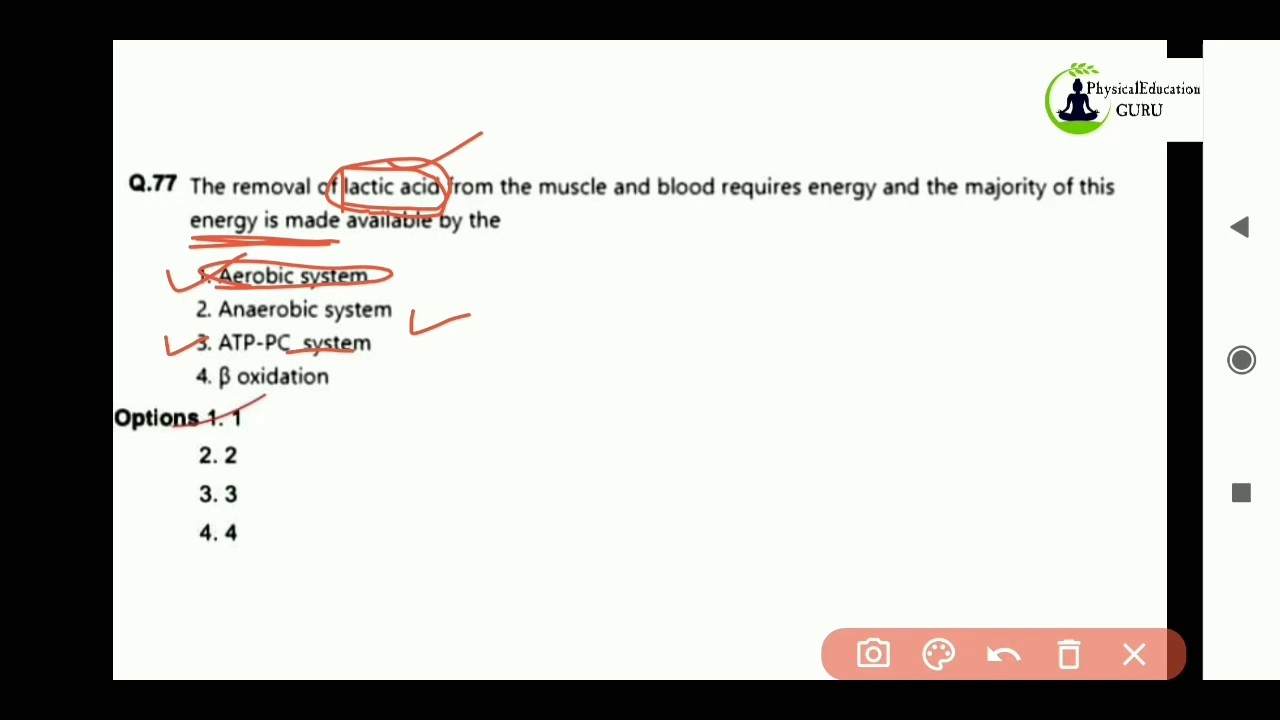 PhysicalEducation
GURU
Q.77 The removal of lactic acid from the muscle and blood requires energy and the majority of this
energy is made available by the
1. Aerobic system
2. Anaerobic system
3. ATP-PC system
4. β oxidation
Options 1. 1
2. 2
3. 3
4. 4